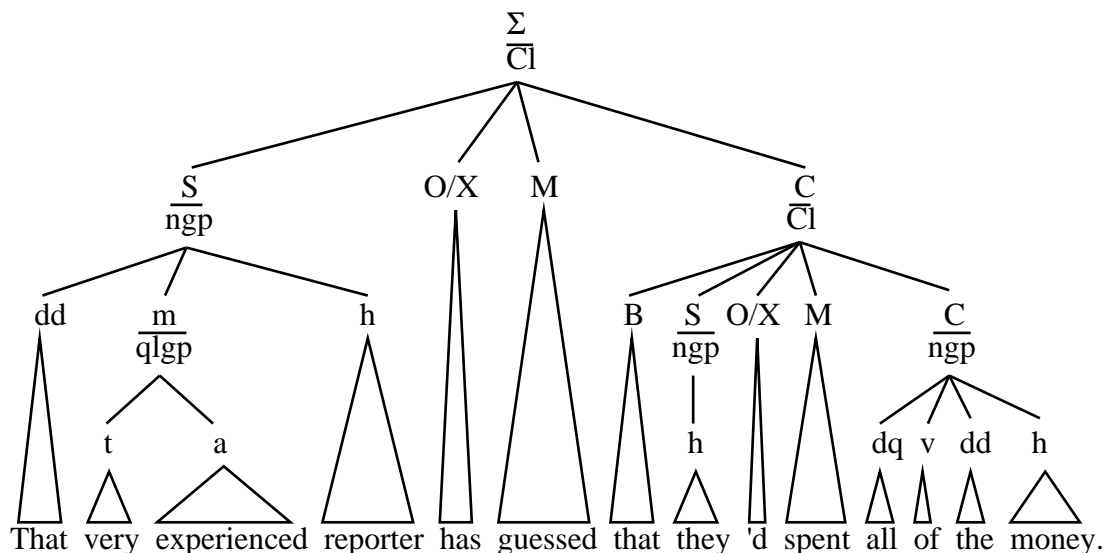 Σ
Cl
S O/X M C
ngp Cl
dd m h B S O/X M C
qlgp ngp ngp
t a h dq v dd h
That very experienced reporter has guessed that they 'd spent all of the money.